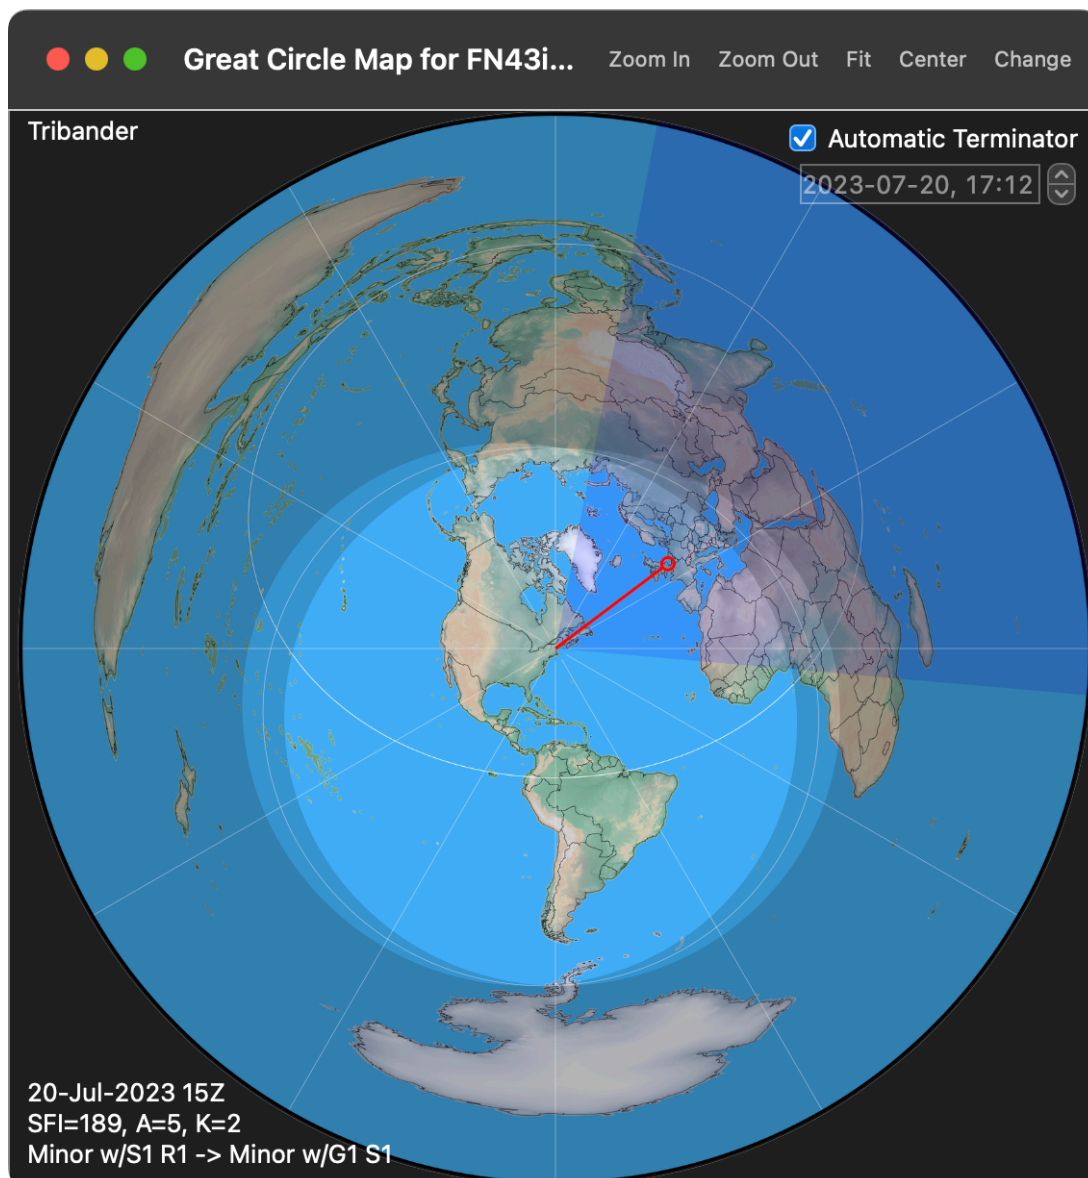 Great Circle Map for FN43i... Zoom In Zoom Out Fit Center Change
Tribander
Automatic Terminator
2023-07-20, 17:12
20-Jul-2023 15Z
SFI=189, A=5, K=2
Minor w/S1 R1 -> Minor w/G1 S1